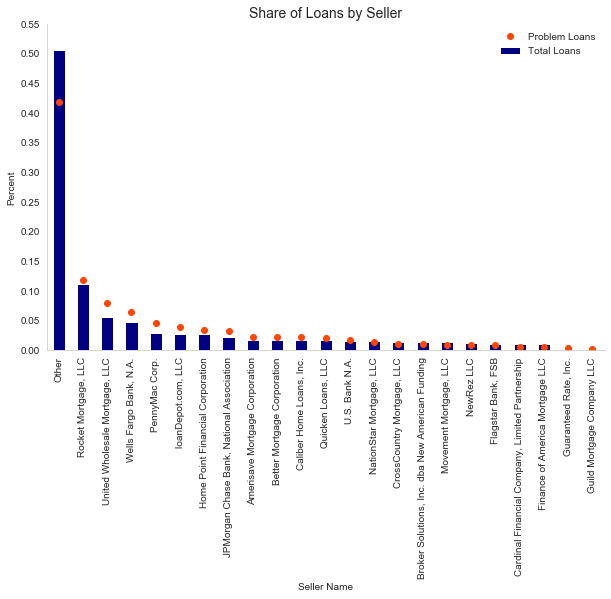 Share of Loans by Seller
0.55
0.50
0.45
0.40
0.35
0.30
0.25
0.20
0.15
0.10
0.05
0.00
Percent
Problem Loans
Total Loans
Other
Rocket Mortgage, LLC
United Wholesale Mortgage, LLC
Wells Fargo Bank, N.A.
PennyMac Corp.
loanDepot.com, LLC
Home Point Financial Corporation
JPMorgan Chase Bank, National Association
Amerisave Mortgage Corporation
Better Mortgage Corporation
Caliber Home Loans, Inc.
Quicken Loans, LLC
U.S. Bank N.A.
NationStar Mortgage, LLC
CrossCountry Mortgage, LLC
Broker Solutions, Inc. dba New American Funding
Movement Mortgage, LLC
NewRez LLC
Flagstar Bank, FSB
Cardinal Financial Company, Limited Partnership
Finance of America Mortgage LLC
Guaranteed Rate, Inc.
Guild Mortgage Company LLC
Seller Name